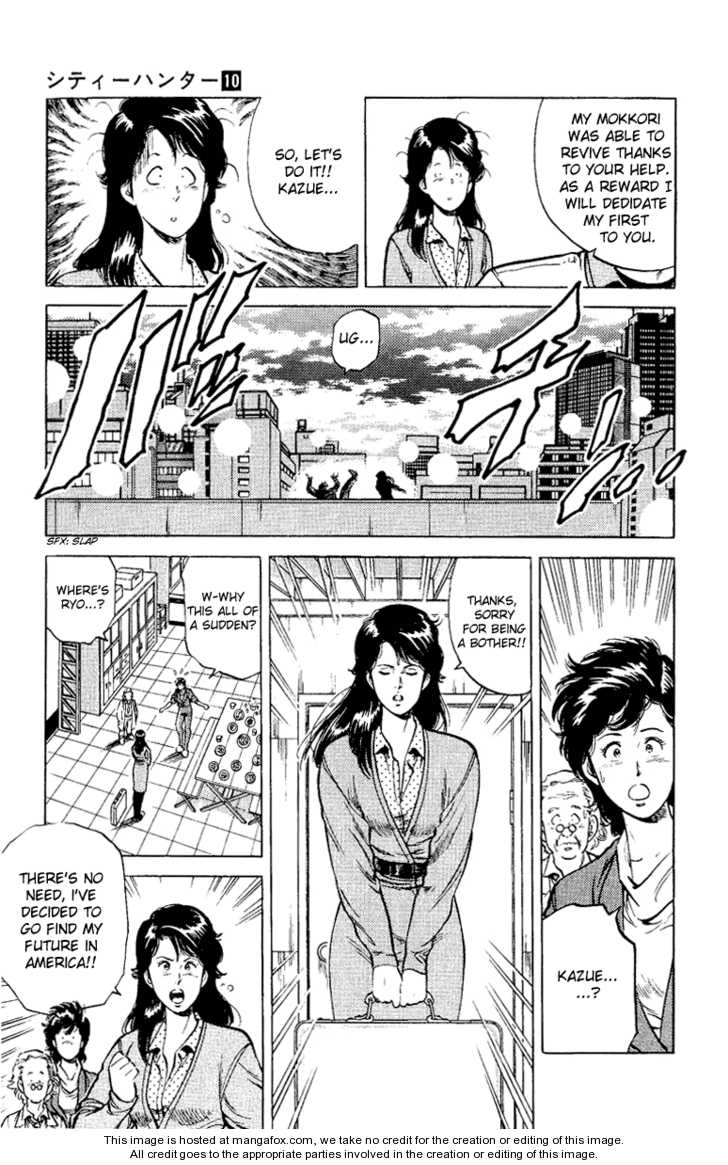 シティーハンター10
MY MOKKORI
WAS ABLE TO
REVIVE THANKS
TO YOUR HELP.
AS A REWARD I
WILL DEDIDATE
MY FIRST
TO YOU.
SO, LET'S
DO IT!!
KAZUE...
UG...
バチ
バッ
SFX: SLAP
KAZUE...
...?
THANKS,
SORRY
FOR BEING
A BOTHER!!
W-WHY
THIS ALL OF
A SUDDEN?
WHERE'S
RYO...?
THERE'S NO
NEED, I'VE
DECIDED TO
GO FIND MY
FUTURE IN
AMERICA!!
This image is hosted at mangafox.com, we take no credit for the creation or editing of this image.
All credit goes to the appropriate parties involved in the creation or editing of this image.